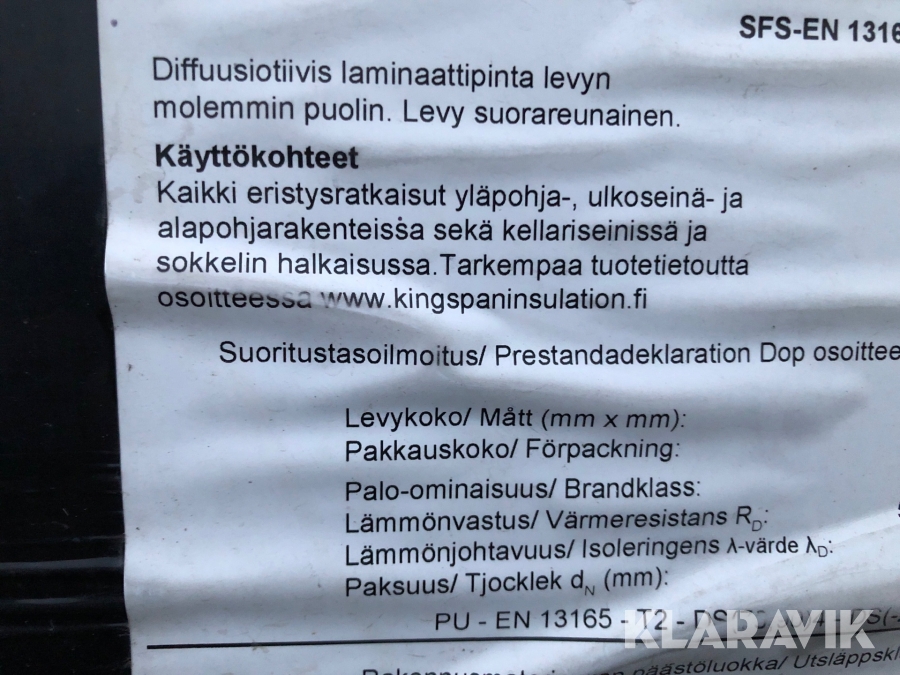 SFS-EN 1316
Diffuusiotiivis laminaattipinta levyn
molemmin puolin. Levy suorareunainen.
Käyttökohteet
Kaikki eristysratkaisut yläpohja-, ulkoseinä- ja
alapohjarakenteissa sekä kellariseinissä ja
sokkelin halkaisussa.Tarkempaa tuotetietoutta
osoitteessa www.kingspaninsulation.fi
Suoritustasoilmoitus/ Prestandadeklaration Dop osoittee
Levykoko/ Mått (mm x mm):
Pakkauskoko/ Förpackning:
Palo-ominaisuus/ Brandklass:
Lämmönvastus/ Värmeresistans RD:
Lämmönjohtavuus/ Isoleringens λ-värde λD:
Paksuus/ Tjocklek dN (mm):
PU - EN 13165 - T2 -
KLARAVIK
päästöluokka/ Utsläppskl